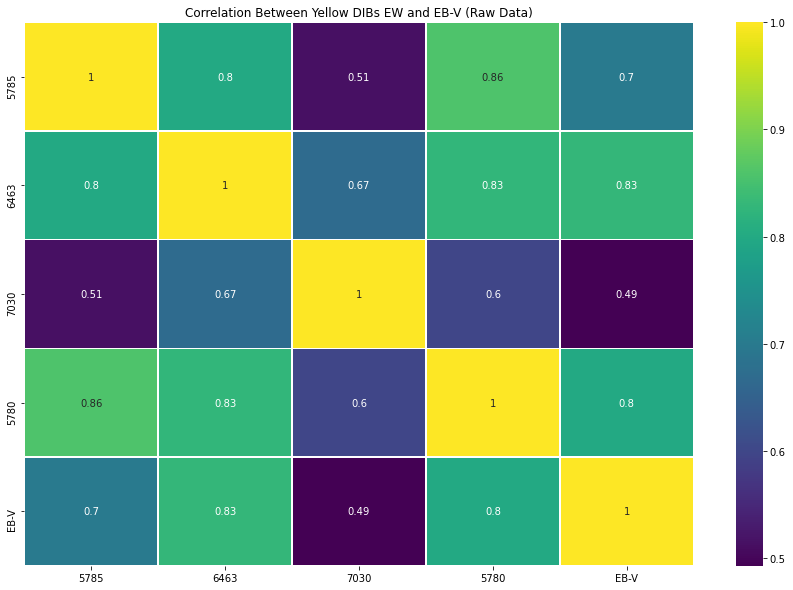 Correlation Between Yellow DIBs EW and EB-V (Raw Data)
5785 1 0.8 0.51 0.86 0.7
6463 0.8 1 0.67 0.83 0.83
7030 0.51 0.67 1 0.6 0.49
5780 0.86 0.83 0.6 1 0.8
EB-V 0.7 0.83 0.49 0.8 1
5785 6463 7030 5780 EB-V
1.0
0.9
0.8
0.7
0.6
0.5